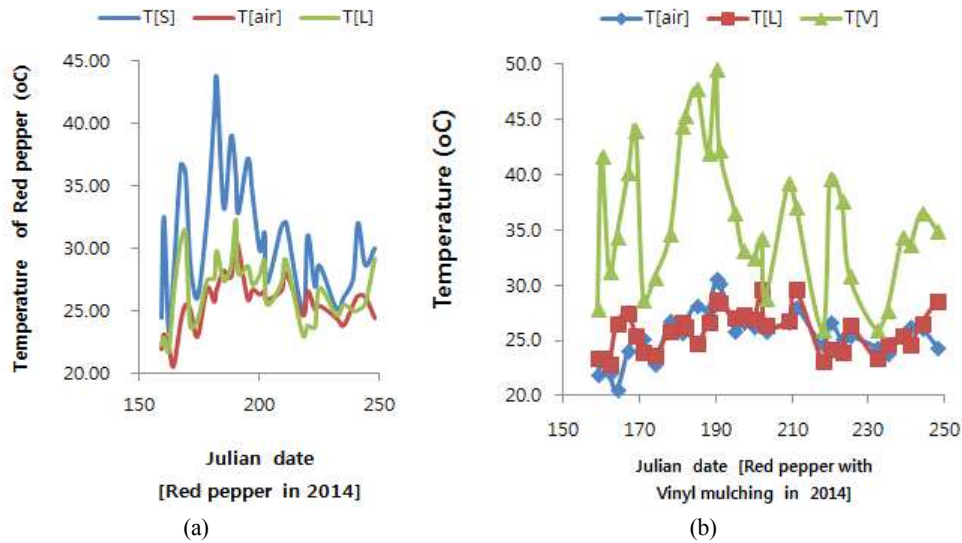 T[S] T[air] T[L]
Temperature of Red pepper (oC)
45.00
40.00
35.00
30.00
25.00
20.00
150 200 250
Julian date
[Red pepper in 2014]
(a)
T[air] T[L] T[V]
Temperature (oC)
50.0
45.0
40.0
35.0
30.0
25.0
20.0
150 170 190 210 230 250
Julian date [Red pepper with
Vinyl mulching in 2014]
(b)